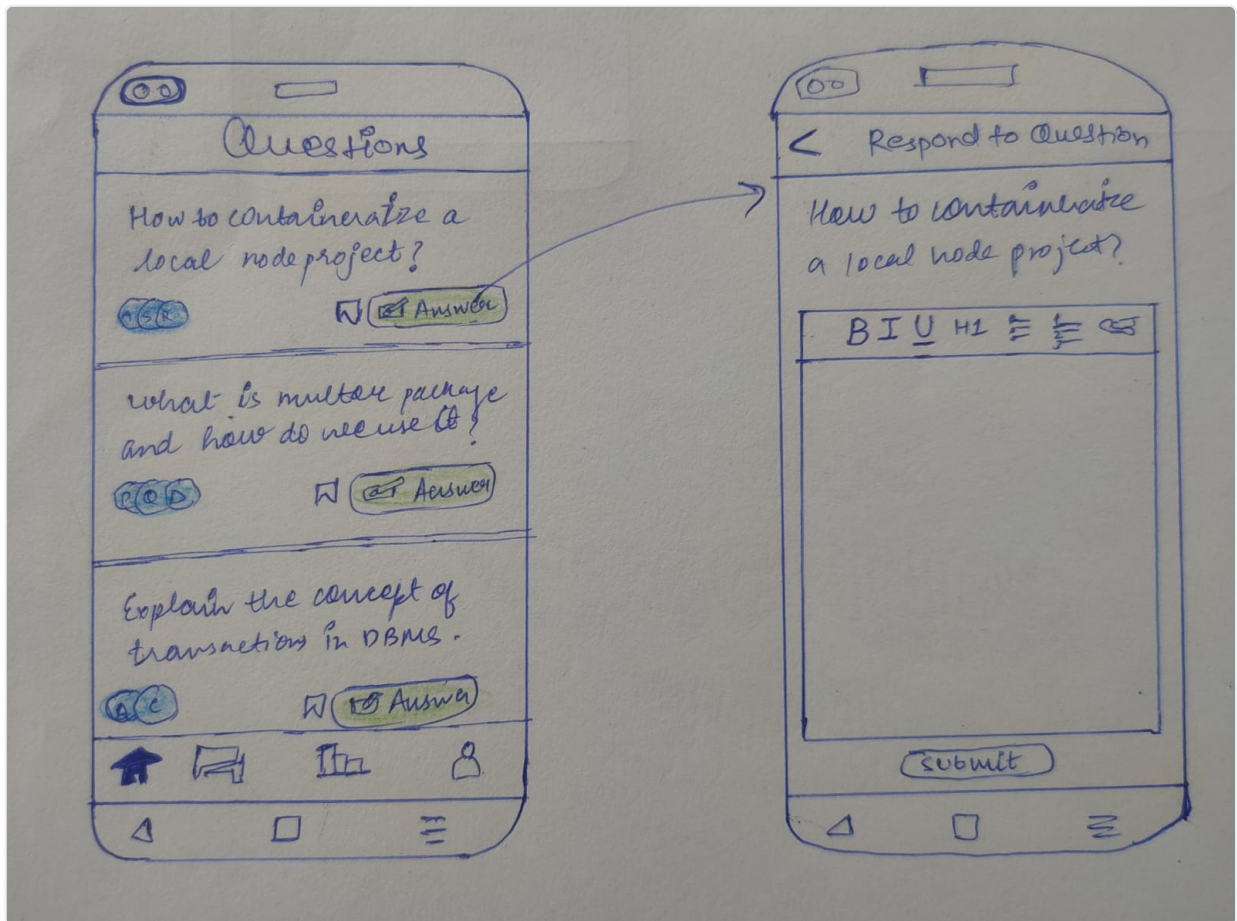 Questions
How to containeraize a
local node project?
A S R
Answer
What is multer package
and how do we use it?
P Q D
Answer
Explain the concept of
transactions in DBMS.
A C
Answer
Respond to Question
How to containeraize
a local node project?
B I U H1
submit